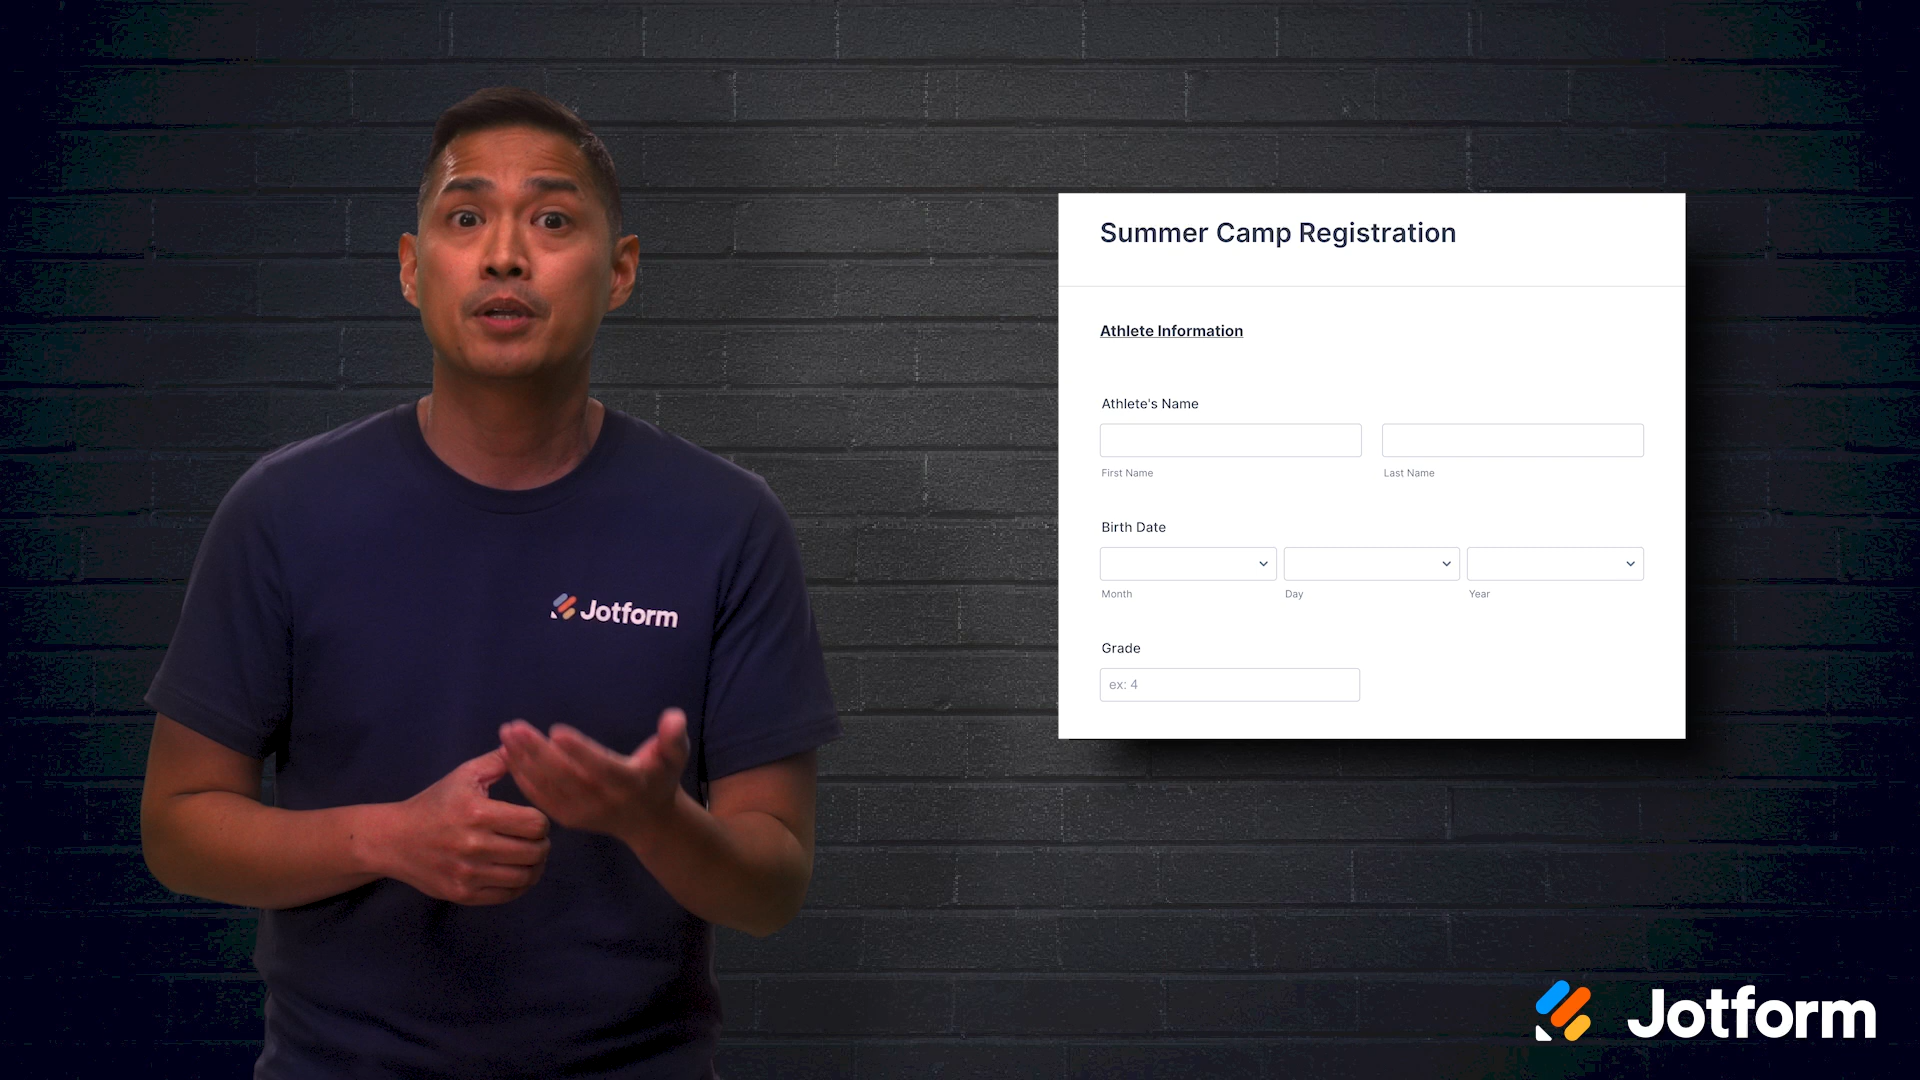 Summer Camp Registration
Athlete Information
Athlete's Name
First Name Last Name
Birth Date
Month Day Year
Grade
ex: 4
Jotform
Jotform